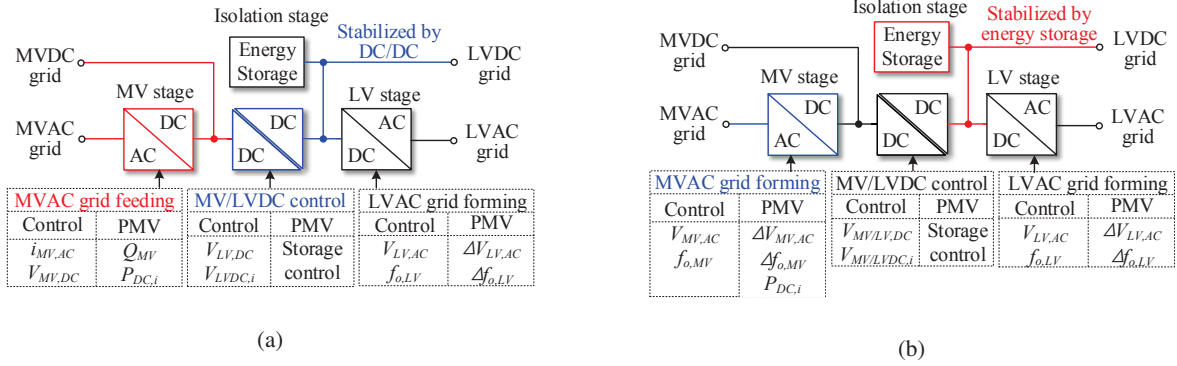 Isolation stage
Energy
Storage
Stabilized by
DC/DC
MVDC
grid
LVDC
grid
MV stage
LV stage
MVAC
grid
DC
AC
DC
DC
AC
DC
LVAC
grid
MVAC grid feeding
Control PMV
i_{MV,AC} Q_{MV}
V_{MV,DC} P_{DC,i}
MV/LVDC control
Control PMV
V_{LV,DC} Storage
V_{LVDC,i} control
LVAC grid forming
Control PMV
V_{LV,AC} ΔV_{LV,AC}
f_{o,LV} Δf_{o,LV}
(a)
Isolation stage
Energy
Storage
Stabilized by
energy storage
MVDC
grid
LVDC
grid
MV stage
LV stage
MVAC
grid
DC
AC
DC
DC
AC
DC
LVAC
grid
MVAC grid forming
Control PMV
V_{MV,AC} ΔV_{MV,AC}
f_{o,MV} Δf_{o,MV}
P_{DC,i}
MV/LVDC control
Control PMV
V_{MV/LV,DC} Storage
V_{MV/LVDC,i} control
LVAC grid forming
Control PMV
V_{LV,AC} ΔV_{LV,AC}
f_{o,LV} Δf_{o,LV}
(b)